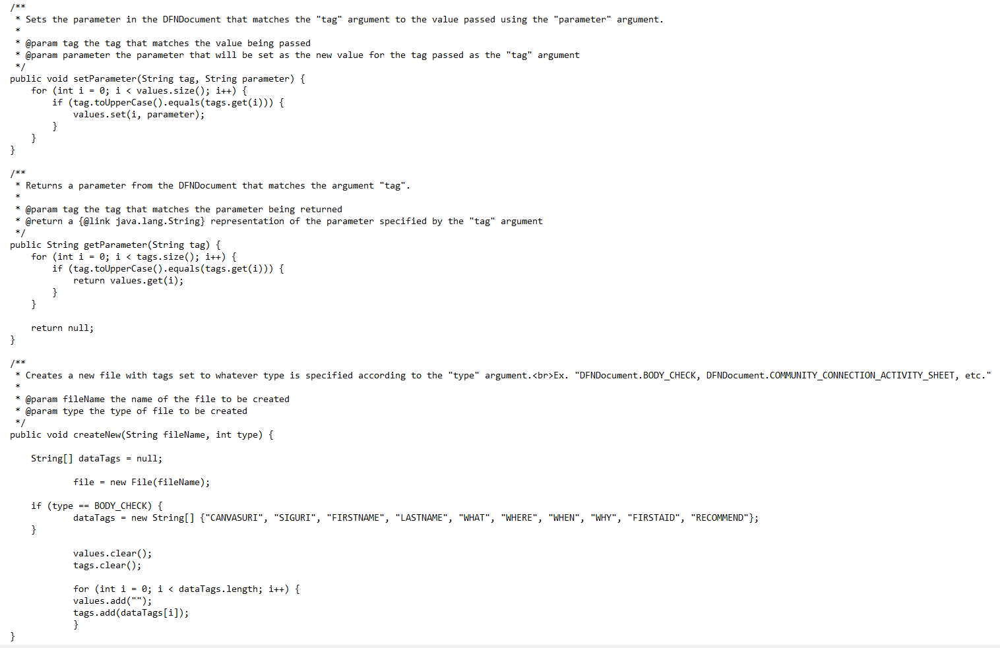 /**
 * Sets the parameter in the DFNDocument that matches the "tag" argument to the value passed using the "parameter" argument.
 *
 * @param tag the tag that matches the value being passed
 * @param parameter the parameter that will be set as the new value for the tag passed as the "tag" argument
 */
public void setParameter(String tag, String parameter) {
    for (int i = 0; i < values.size(); i++) {
        if (tag.toUpperCase().equals(tags.get(i))) {
            values.set(i, parameter);
        }
    }
}

/**
 * Returns a parameter from the DFNDocument that matches the argument "tag".
 *
 * @param tag the tag that matches the parameter being returned
 * @return a {@link java.lang.String} representation of the parameter specified by the "tag" argument
 */
public String getParameter(String tag) {
    for (int i = 0; i < tags.size(); i++) {
        if (tag.toUpperCase().equals(tags.get(i))) {
            return values.get(i);
        }
    }

    return null;
}

/**
 * Creates a new file with tags set to whatever type is specified according to the "type" argument.<br>Ex. "DFNDocument.BODY_CHECK, DFNDocument.COMMUNITY_CONNECTION_ACTIVITY_SHEET, etc."
 *
 * @param fileName the name of the file to be created
 * @param type the type of file to be created
 */
public void createNew(String fileName, int type) {

    String[] dataTags = null;

            file = new File(fileName);

    if (type == BODY_CHECK) {
            dataTags = new String[] {"CANVASURI", "SIGURI", "FIRSTNAME", "LASTNAME", "WHAT", "WHERE", "WHEN", "WHY", "FIRSTAID", "RECOMMEND"};
    }

            values.clear();
            tags.clear();

            for (int i = 0; i < dataTags.length; i++) {
            values.add("");
            tags.add(dataTags[i]);
            }
}